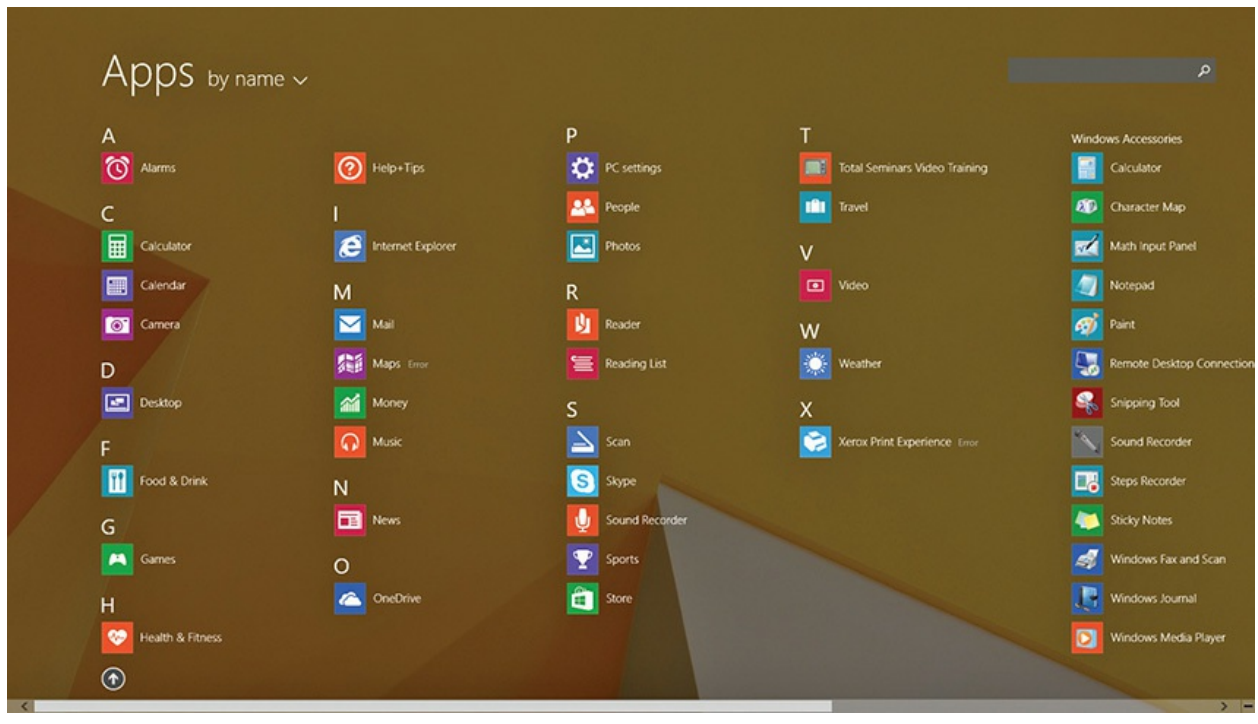 Apps by name
A
Alarms
C
Calculator
Calendar
Camera
D
Desktop
F
Food & Drink
G
Games
H
Health & Fitness
Help+Tips
I
Internet Explorer
M
Mail
Maps Error
Money
Music
N
News
O
OneDrive
P
PC settings
People
Photos
R
Reader
Reading List
S
Scan
Skype
Sound Recorder
Sports
Store
T
Total Seminars Video Training
Travel
V
Video
W
Weather
X
Xerox Print Experience Error
Windows Accessories
Calculator
Character Map
Math Input Panel
Notepad
Paint
Remote Desktop Connection
Snipping Tool
Sound Recorder
Steps Recorder
Sticky Notes
Windows Fax and Scan
Windows Journal
Windows Media Player